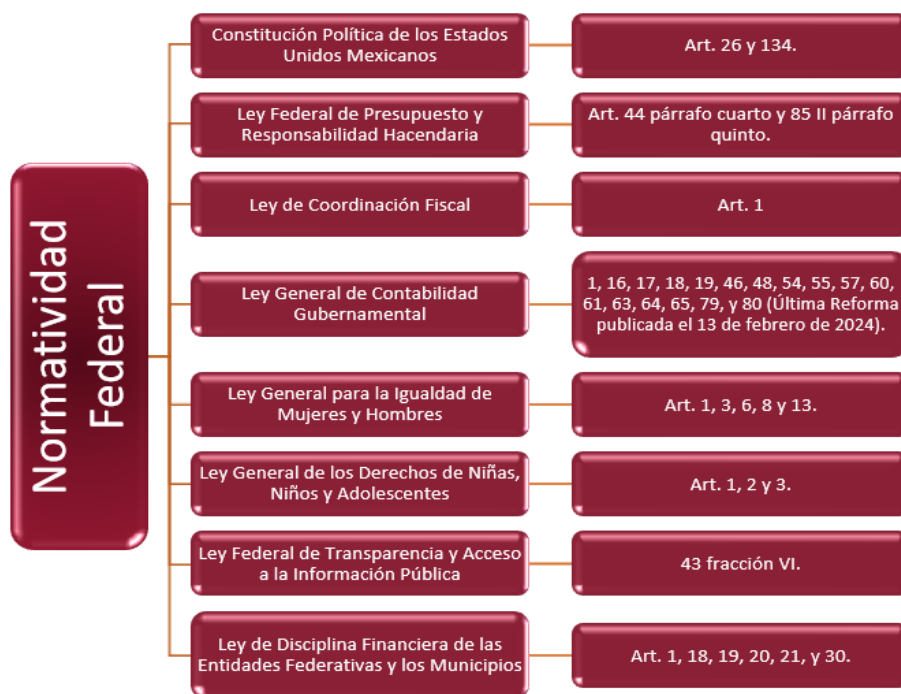 Normatividad
Federal
Constitución Política de los Estados
Unidos Mexicanos
Art. 26 y 134.
Ley Federal de Presupuesto y
Responsabilidad Hacendaria
Art. 44 párrafo cuarto y 85 II párrafo
quinto.
Ley de Coordinación Fiscal
Art. 1
Ley General de Contabilidad
Gubernamental
1, 16, 17, 18, 19, 46, 48, 54, 55, 57, 60,
61, 63, 64, 65, 79, y 80 (Última Reforma
publicada el 13 de febrero de 2024).
Ley General para la Igualdad de
Mujeres y Hombres
Art. 1, 3, 6, 8 y 13.
Ley General de los Derechos de Niñas,
Niños y Adolescentes
Art. 1, 2 y 3.
Ley Federal de Transparencia y Acceso
a la Información Pública
43 fracción VI.
Ley de Disciplina Financiera de las
Entidades Federativas y los Municipios
Art. 1, 18, 19, 20, 21, y 30.